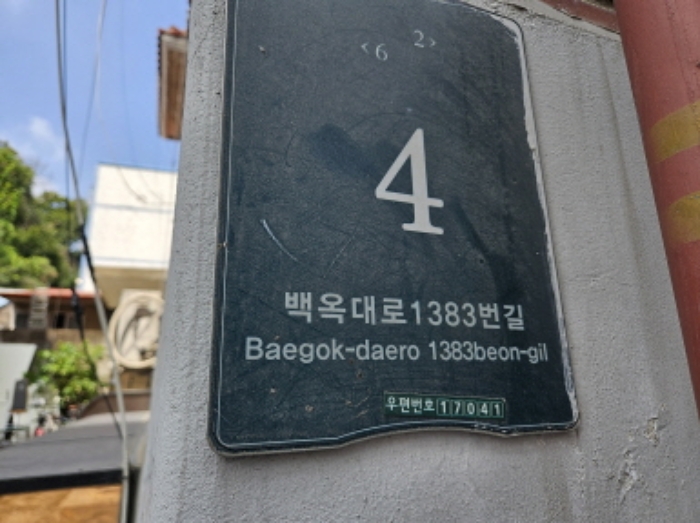 ‹6 2›
4
백옥대로1383번길
Baegok-daero 1383beon-gil
우편번호 17041